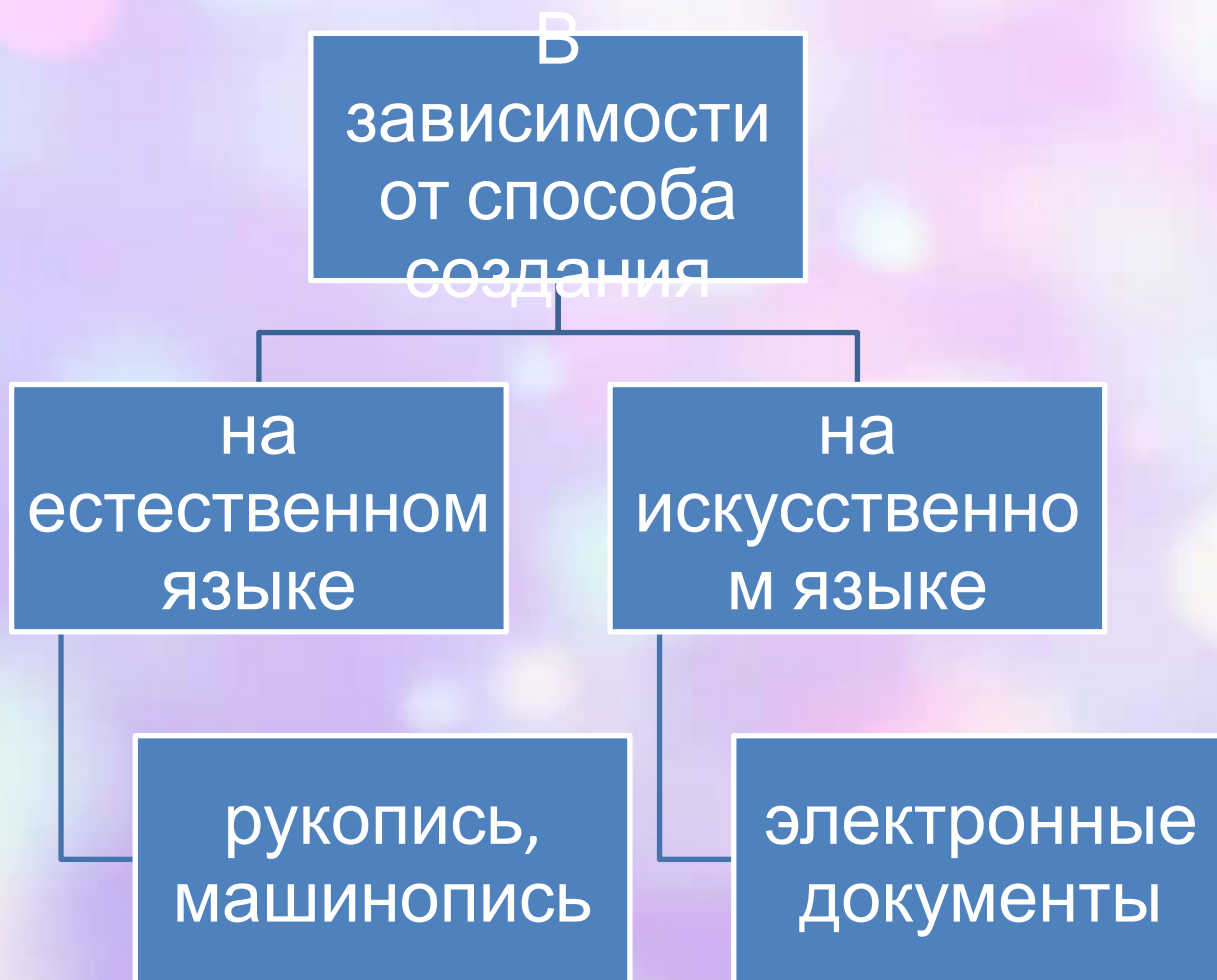 В
зависимости
от способа
создания
на
естественном
языке
на
искусственно
м языке
рукопись,
машинопись
электронные
документы